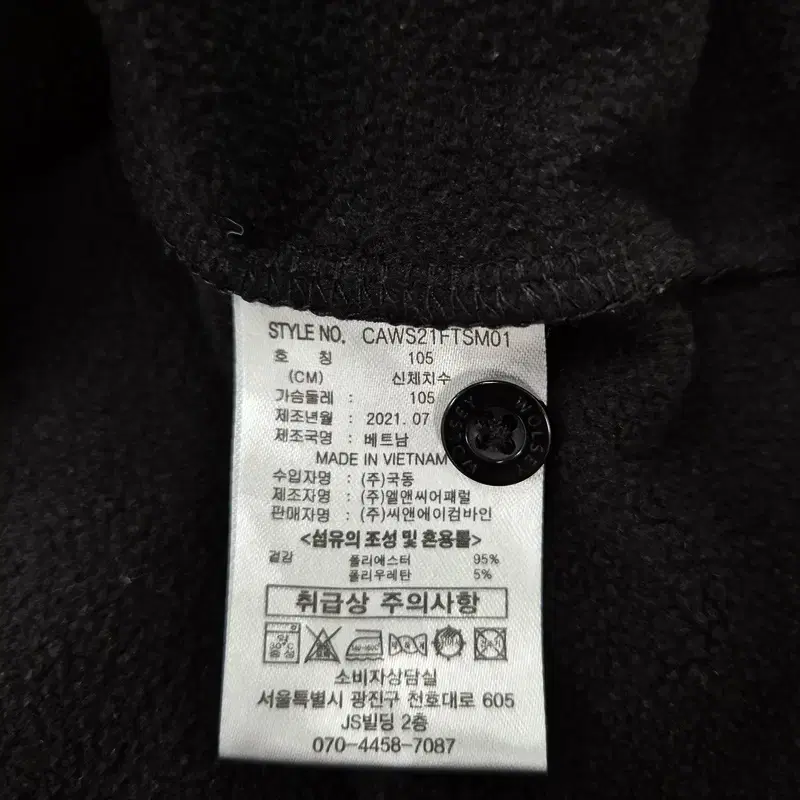 STYLE NO. CAWS21FTSM01
호 칭 105
(CM) 신체치수
가슴둘레 : 105
제조년월 : 2021. 07
제조국명 : 베트남
MADE IN VIETNAM
수입자명 : (주)국동
제조자명 : (주)엘앤씨어패럴
판매자명 : (주)씨앤에이컴바인
<섬유의 조성 및 혼용률>
겉감 폴리에스터 95%
폴리우레탄 5%
취급상 주의사항
약 30℃ 중성
소비자상담실
서울특별시 광진구 천호대로 605
JS빌딩 2층
070-4458-7087
WOLSEY WOLSEY